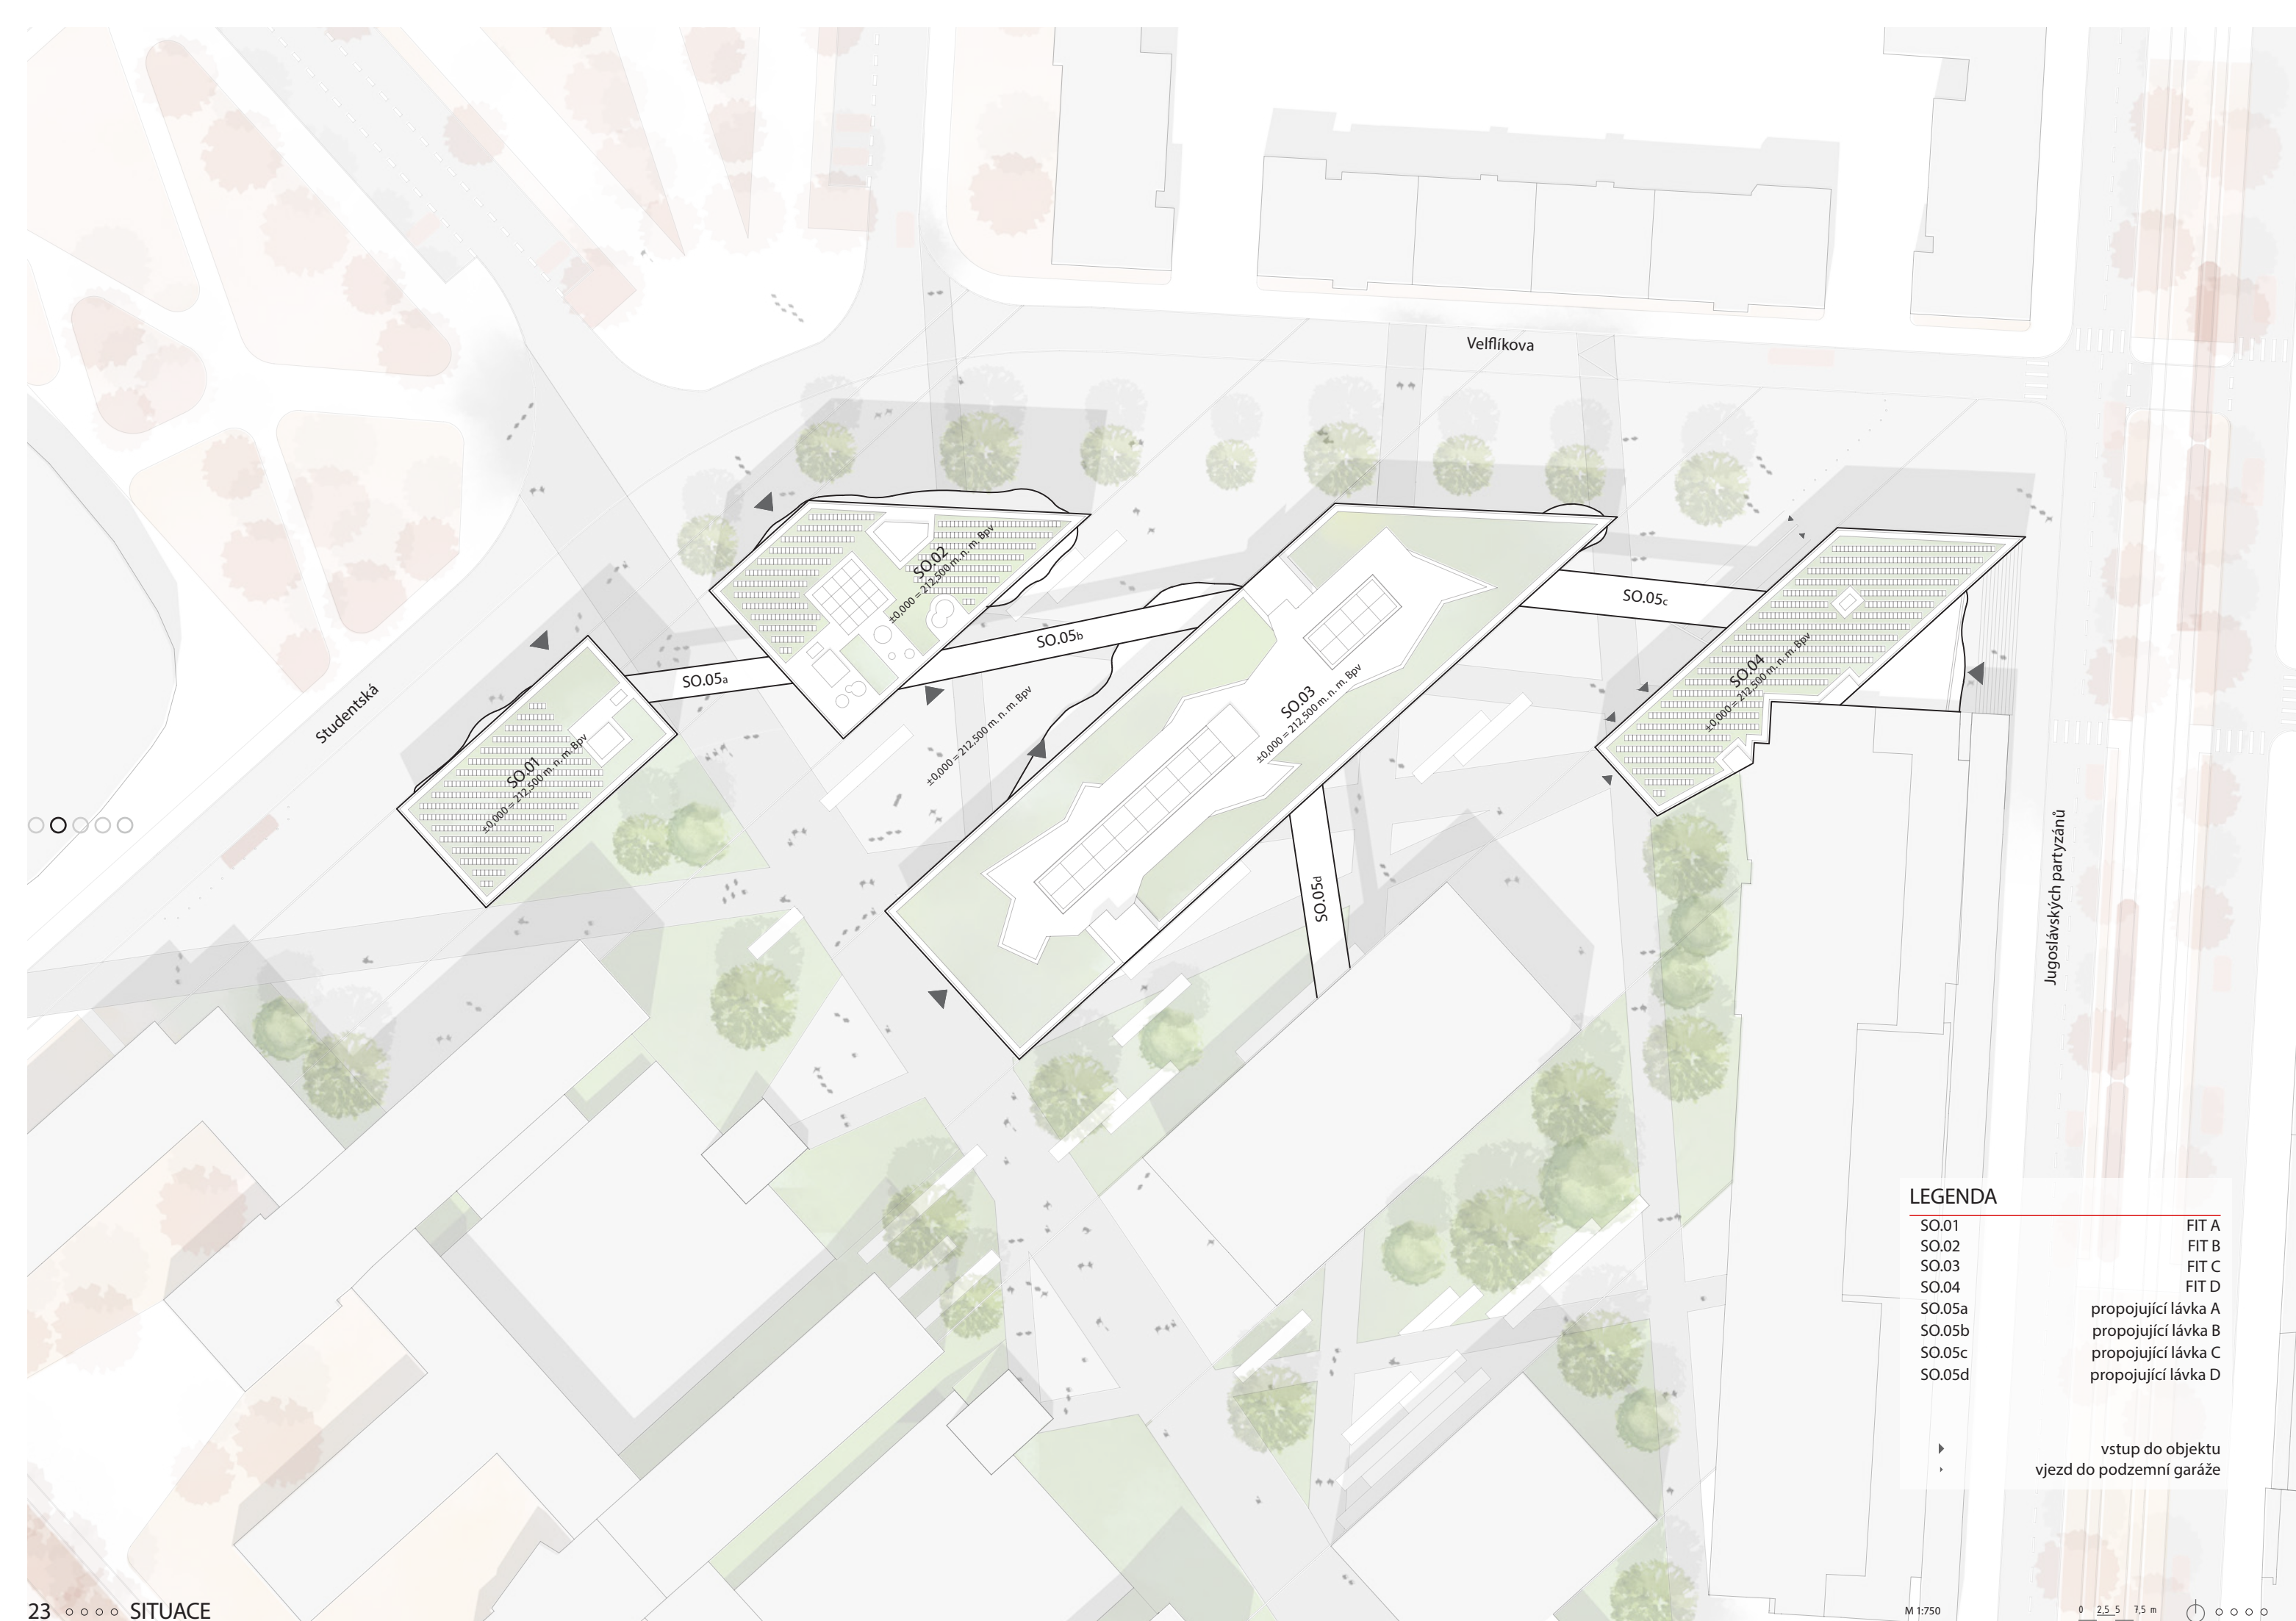 Velflíkova
SO.02
±0,000 = 212,500 m. n. m. Bpv
SO.05c
SO.05b
SO.05a
SO.04
±0,000 = 212,500 m. n. m. Bpv
SO.03
±0,000 = 212,500 m. n. m. Bpv
±0,000 = 212,500 m. n. m. Bpv
Studentská
SO.01
±0,000 = 212,500 m. n. m. Bpv
SO.05d
Jugoslávských partyzánů
LEGENDA
SO.01 FIT A
SO.02 FIT B
SO.03 FIT C
SO.04 FIT D
SO.05a propojující lávka A
SO.05b propojující lávka B
SO.05c propojující lávka C
SO.05d propojující lávka D
vstup do objektu
vjezd do podzemní garáže
23 SITUACE
M 1:750
0 2,5 5 7,5 m